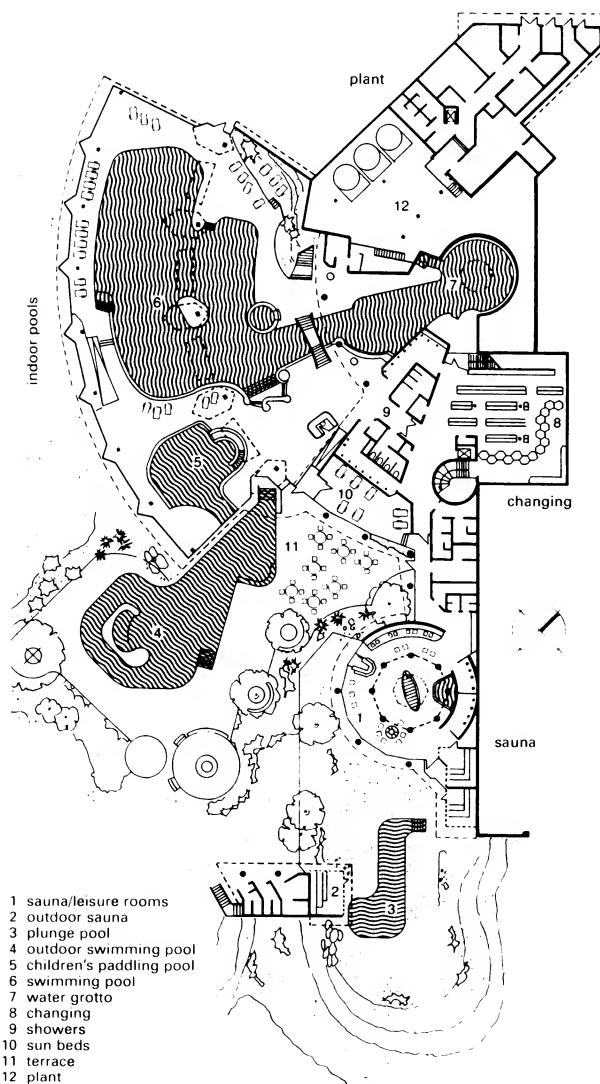 plant
12
7
indoor pools
6
9
8
5
10
changing
11
4
1
sauna
2
3
1 sauna/leisure rooms
2 outdoor sauna
3 plunge pool
4 outdoor swimming pool
5 children's paddling pool
6 swimming pool
7 water grotto
8 changing
9 showers
10 sun beds
11 terrace
12 plant